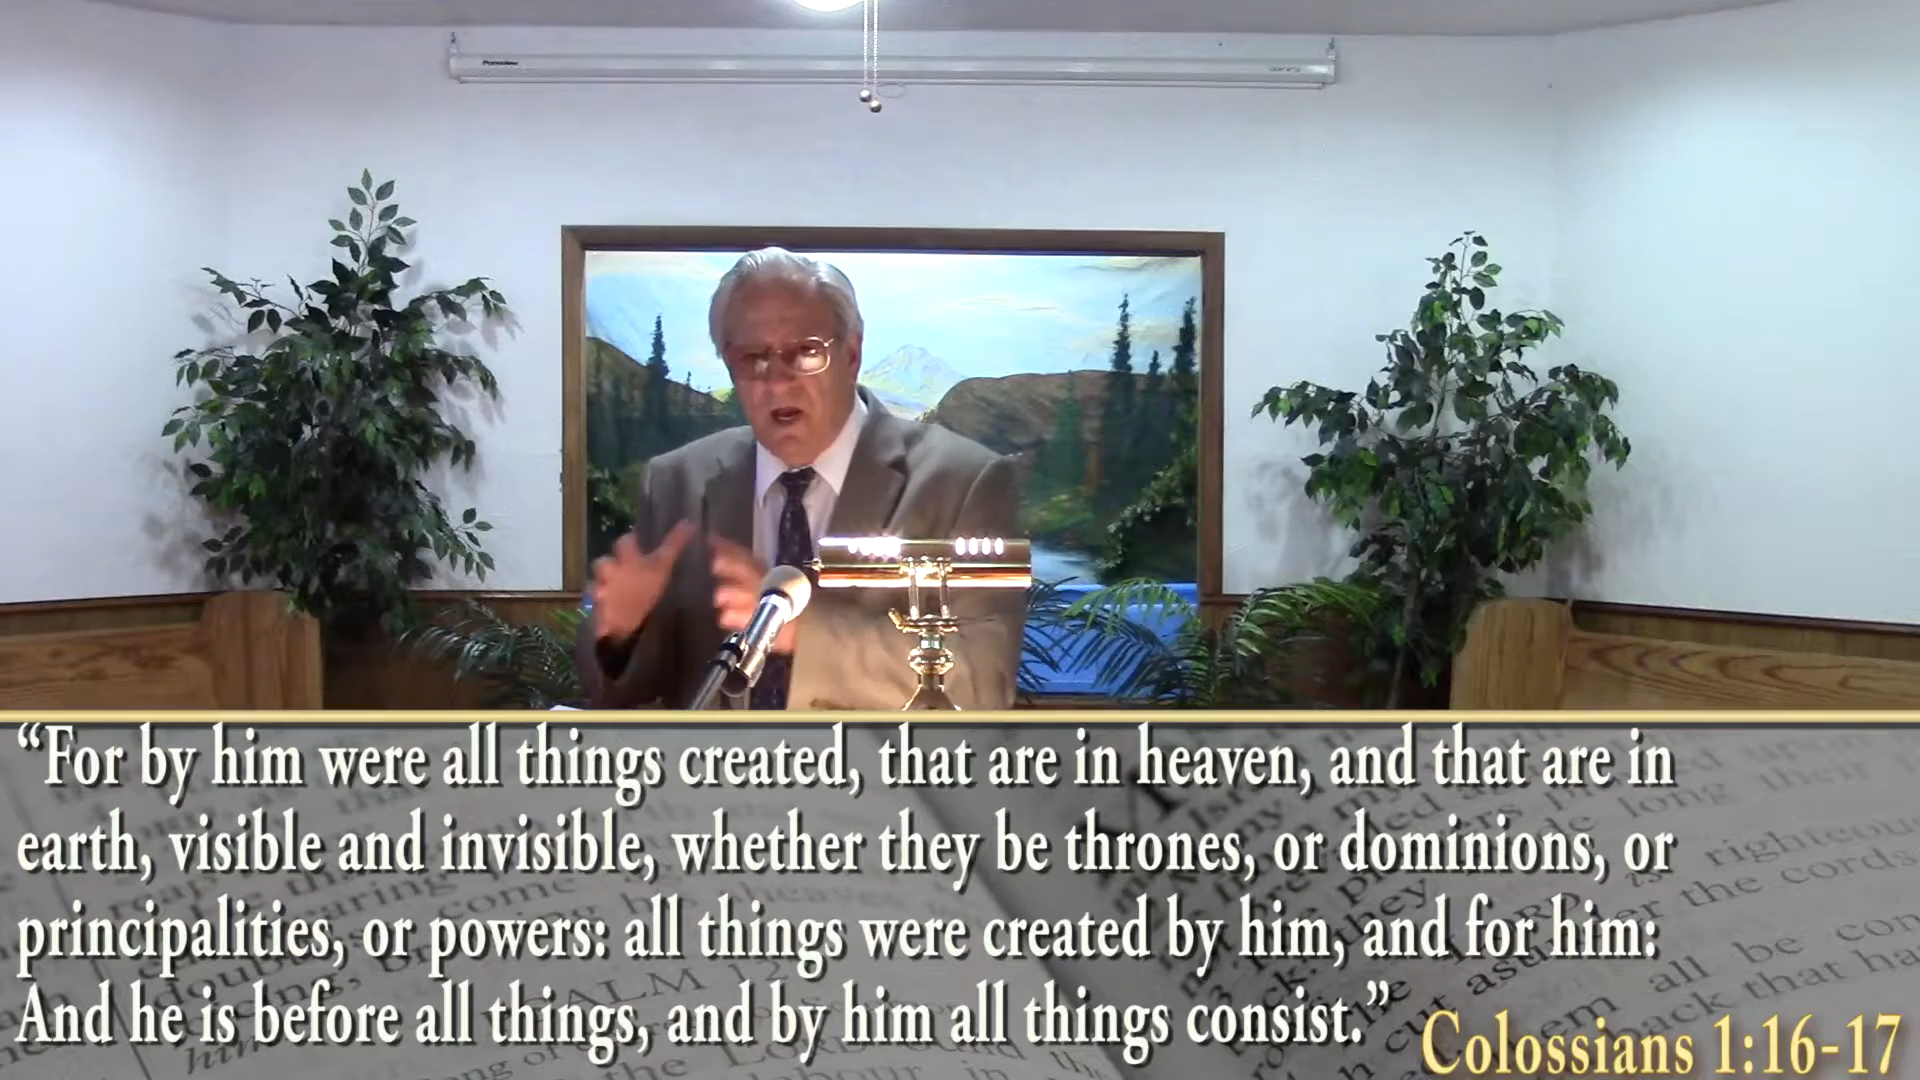 “For by him were all things created, that are in heaven, and that are in
earth, visible and invisible, whether they be thrones, or dominions, or
principalities, or powers: all things were created by him, and for him:
And he is before all things, and by him all things consist.”
Colossians 1:16-17